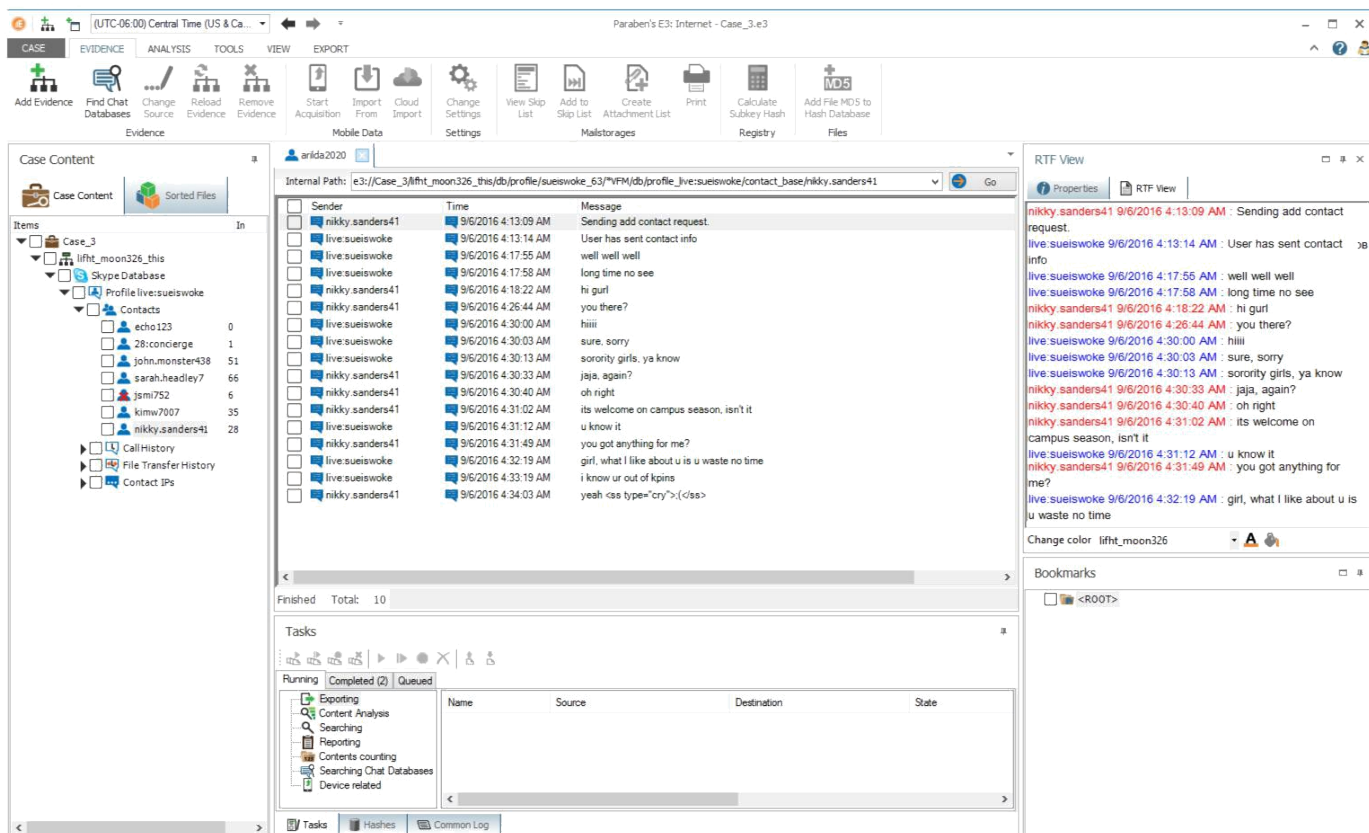 (UTC-06:00) Central Time (US & Ca...
Paraben's E3: Internet - Case_3.e3
CASE EVIDENCE ANALYSIS TOOLS VIEW EXPORT
Add Evidence
Find Chat Databases
Change Source
Reload Evidence
Remove Evidence
Evidence
Start Acquisition
Import From
Cloud Import
Mobile Data
Change Settings
Settings
View Skip List
Add to Skip List
Create Attachment List
Print
Mailstorages
Calculate Subkey Hash
Registry
MD5
Add File MD5 to Hash Database
Files
Case Content
Case Content Sorted Files
Items In
Case_3
lifht_moon326_this
Skype Database
Profile live:sueiswoke
Contacts
echo123 0
28:concierge 1
john.monster438 51
sarah.headley7 66
jsmi752 6
kimw7007 35
nikky.sanders41 28
Call History
File Transfer History
Contact IPs
arilda2020
Internal Path: e3://Case_3/lifht_moon326_this/db/profile/sueiswoke_63/*VFM/db/profile_live:sueiswoke/contact_base/nikky.sanders41 Go
Sender Time Message
nikky.sanders41 9/6/2016 4:13:09 AM Sending add contact request.
live:sueiswoke 9/6/2016 4:13:14 AM User has sent contact info
live:sueiswoke 9/6/2016 4:17:55 AM well well well
live:sueiswoke 9/6/2016 4:17:58 AM long time no see
nikky.sanders41 9/6/2016 4:18:22 AM hi gurl
nikky.sanders41 9/6/2016 4:26:44 AM you there?
live:sueiswoke 9/6/2016 4:30:00 AM hiiii
live:sueiswoke 9/6/2016 4:30:03 AM sure, sorry
live:sueiswoke 9/6/2016 4:30:13 AM sorority girls, ya know
nikky.sanders41 9/6/2016 4:30:33 AM jaja, again?
nikky.sanders41 9/6/2016 4:30:40 AM oh right
nikky.sanders41 9/6/2016 4:31:02 AM its welcome on campus season, isn't it
live:sueiswoke 9/6/2016 4:31:12 AM u know it
nikky.sanders41 9/6/2016 4:31:49 AM you got anything for me?
live:sueiswoke 9/6/2016 4:32:19 AM girl, what I like about u is u waste no time
live:sueiswoke 9/6/2016 4:33:19 AM i know ur out of kpins
nikky.sanders41 9/6/2016 4:34:03 AM yeah <ss type="cry">;(</ss>
Finished Total: 10
Tasks
Running Completed (2) Queued
Exporting
Content Analysis
Searching
Reporting
Contents counting
Searching Chat Databases
Device related
Name Source Destination State
Tasks Hashes Common Log
RTF View
Properties RTF View
nikky.sanders41 9/6/2016 4:13:09 AM : Sending add contact
request.
live:sueiswoke 9/6/2016 4:13:14 AM : User has sent contact
info
live:sueiswoke 9/6/2016 4:17:55 AM : well well well
live:sueiswoke 9/6/2016 4:17:58 AM : long time no see
nikky.sanders41 9/6/2016 4:18:22 AM : hi gurl
nikky.sanders41 9/6/2016 4:26:44 AM : you there?
live:sueiswoke 9/6/2016 4:30:00 AM : hiiii
live:sueiswoke 9/6/2016 4:30:03 AM : sure, sorry
live:sueiswoke 9/6/2016 4:30:13 AM : sorority girls, ya know
nikky.sanders41 9/6/2016 4:30:33 AM : jaja, again?
nikky.sanders41 9/6/2016 4:30:40 AM : oh right
nikky.sanders41 9/6/2016 4:31:02 AM : its welcome on
campus season, isn't it
live:sueiswoke 9/6/2016 4:31:12 AM : u know it
nikky.sanders41 9/6/2016 4:31:49 AM : you got anything for
me?
live:sueiswoke 9/6/2016 4:32:19 AM : girl, what I like about u is
u waste no time
Change color lifht_moon326 A
Bookmarks
<ROOT>